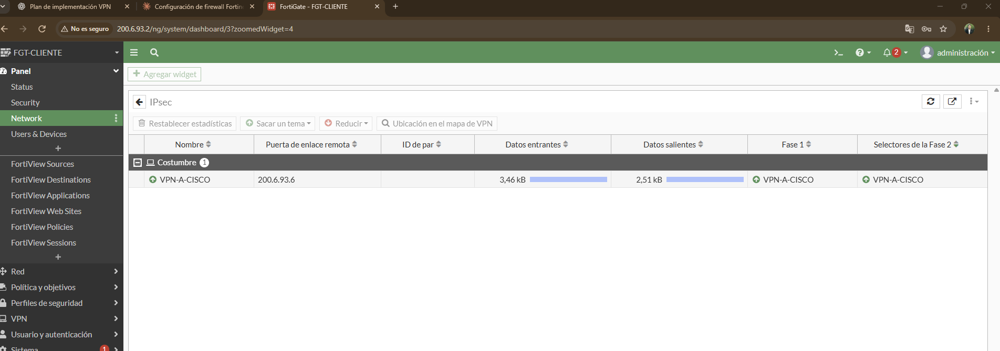 Plan de implementación VPN
Configuración de firewall Fortin
FortiGate - FGT-CLIENTE
No es seguro 200.6.93.2/ng/system/dashboard/3?zoomedWidget=4
FGT-CLIENTE
2 administración
Panel
Status
Security
Network
Users & Devices
FortiView Sources
FortiView Destinations
FortiView Applications
FortiView Web Sites
FortiView Policies
FortiView Sessions
Red
Política y objetivos
Perfiles de seguridad
VPN
Usuario y autenticación
Sistema 1
Agregar widget
IPsec
Restablecer estadísticas Sacar un tema Reducir Ubicación en el mapa de VPN
Nombre Puerta de enlace remota ID de par Datos entrantes Datos salientes Fase 1 Selectores de la Fase 2
Costumbre 1
VPN-A-CISCO 200.6.93.6 3,46 kB 2,51 kB VPN-A-CISCO VPN-A-CISCO